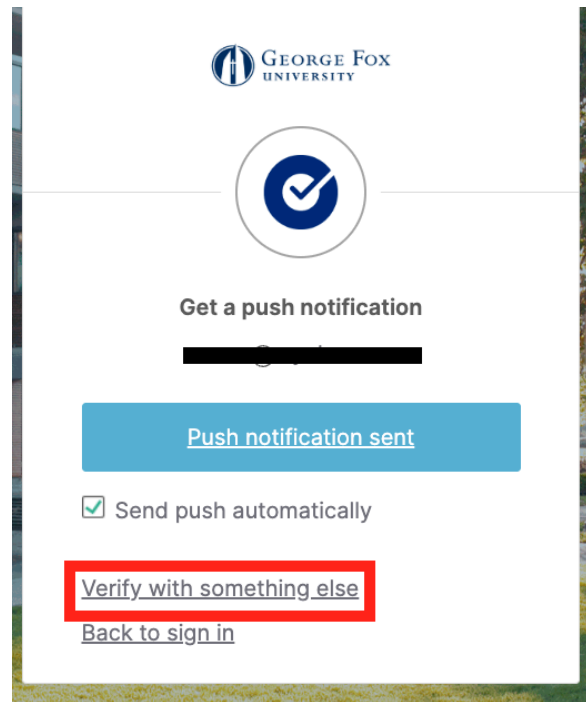 GEORGE FOX
UNIVERSITY
Get a push notification
Push notification sent
Send push automatically
Verify with something else
Back to sign in